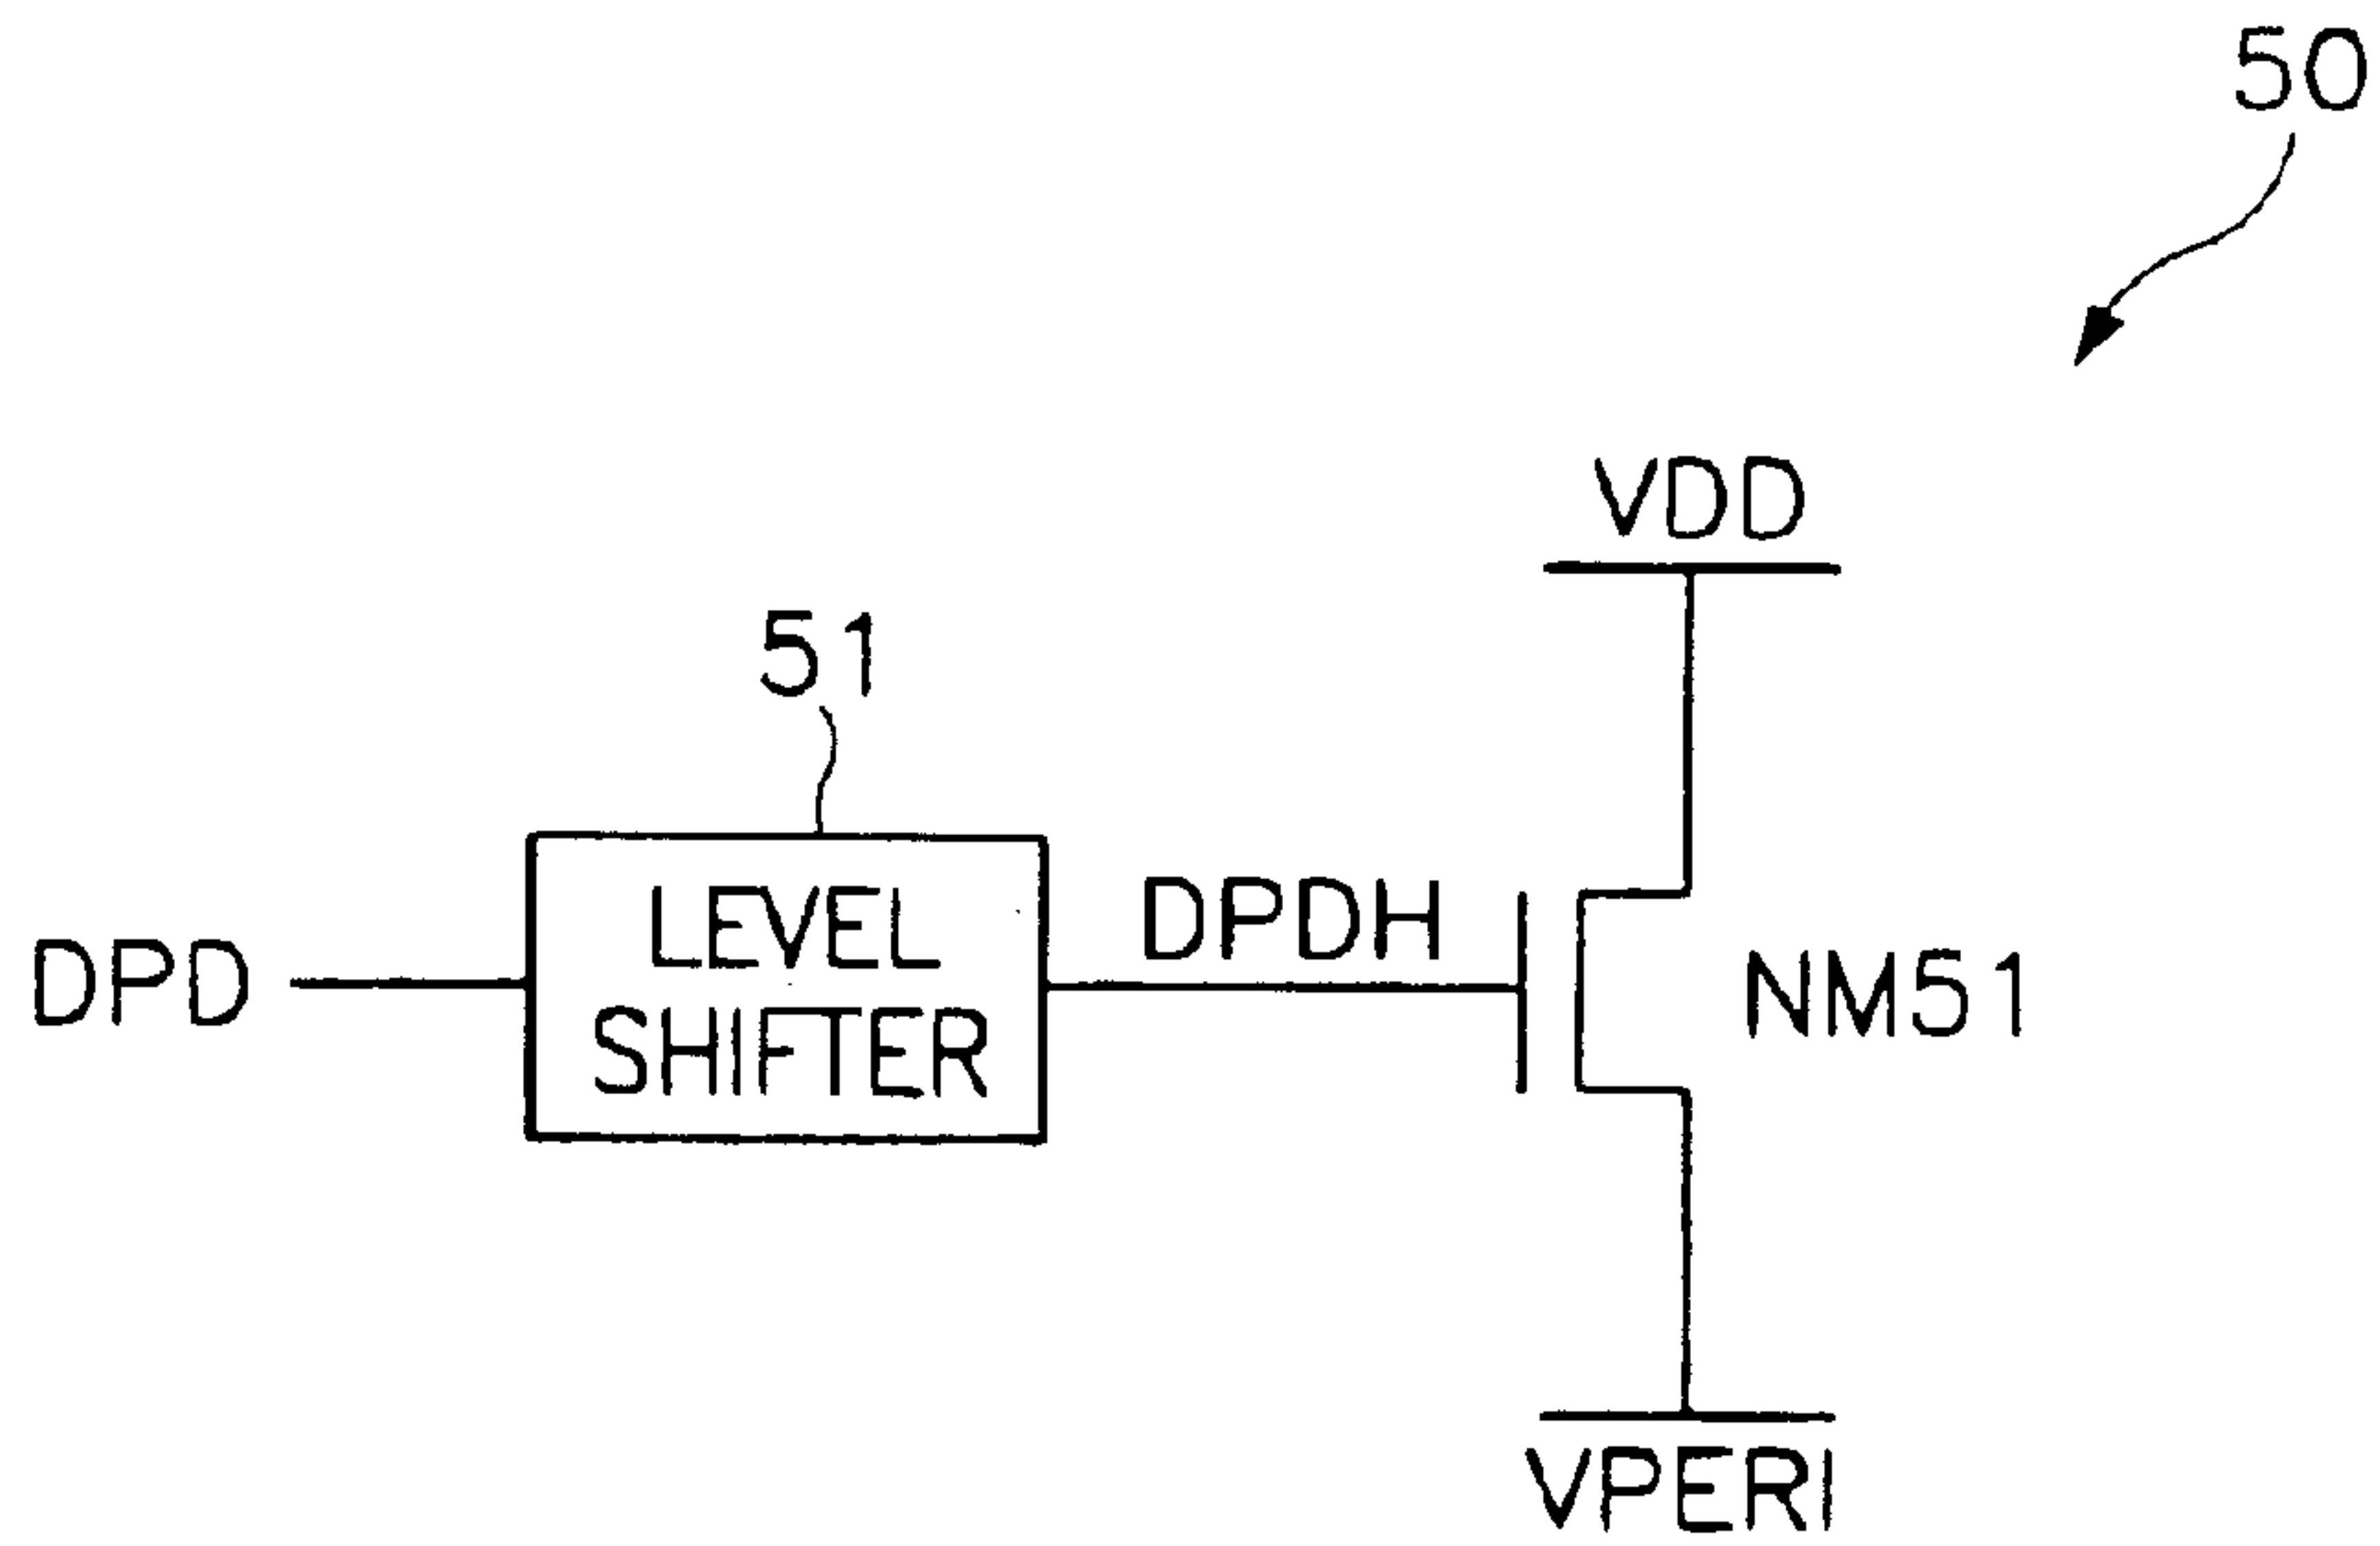 50
VDD
51
LEVEL
SHIFTER
DPDH
DPD
NM51
VPERI